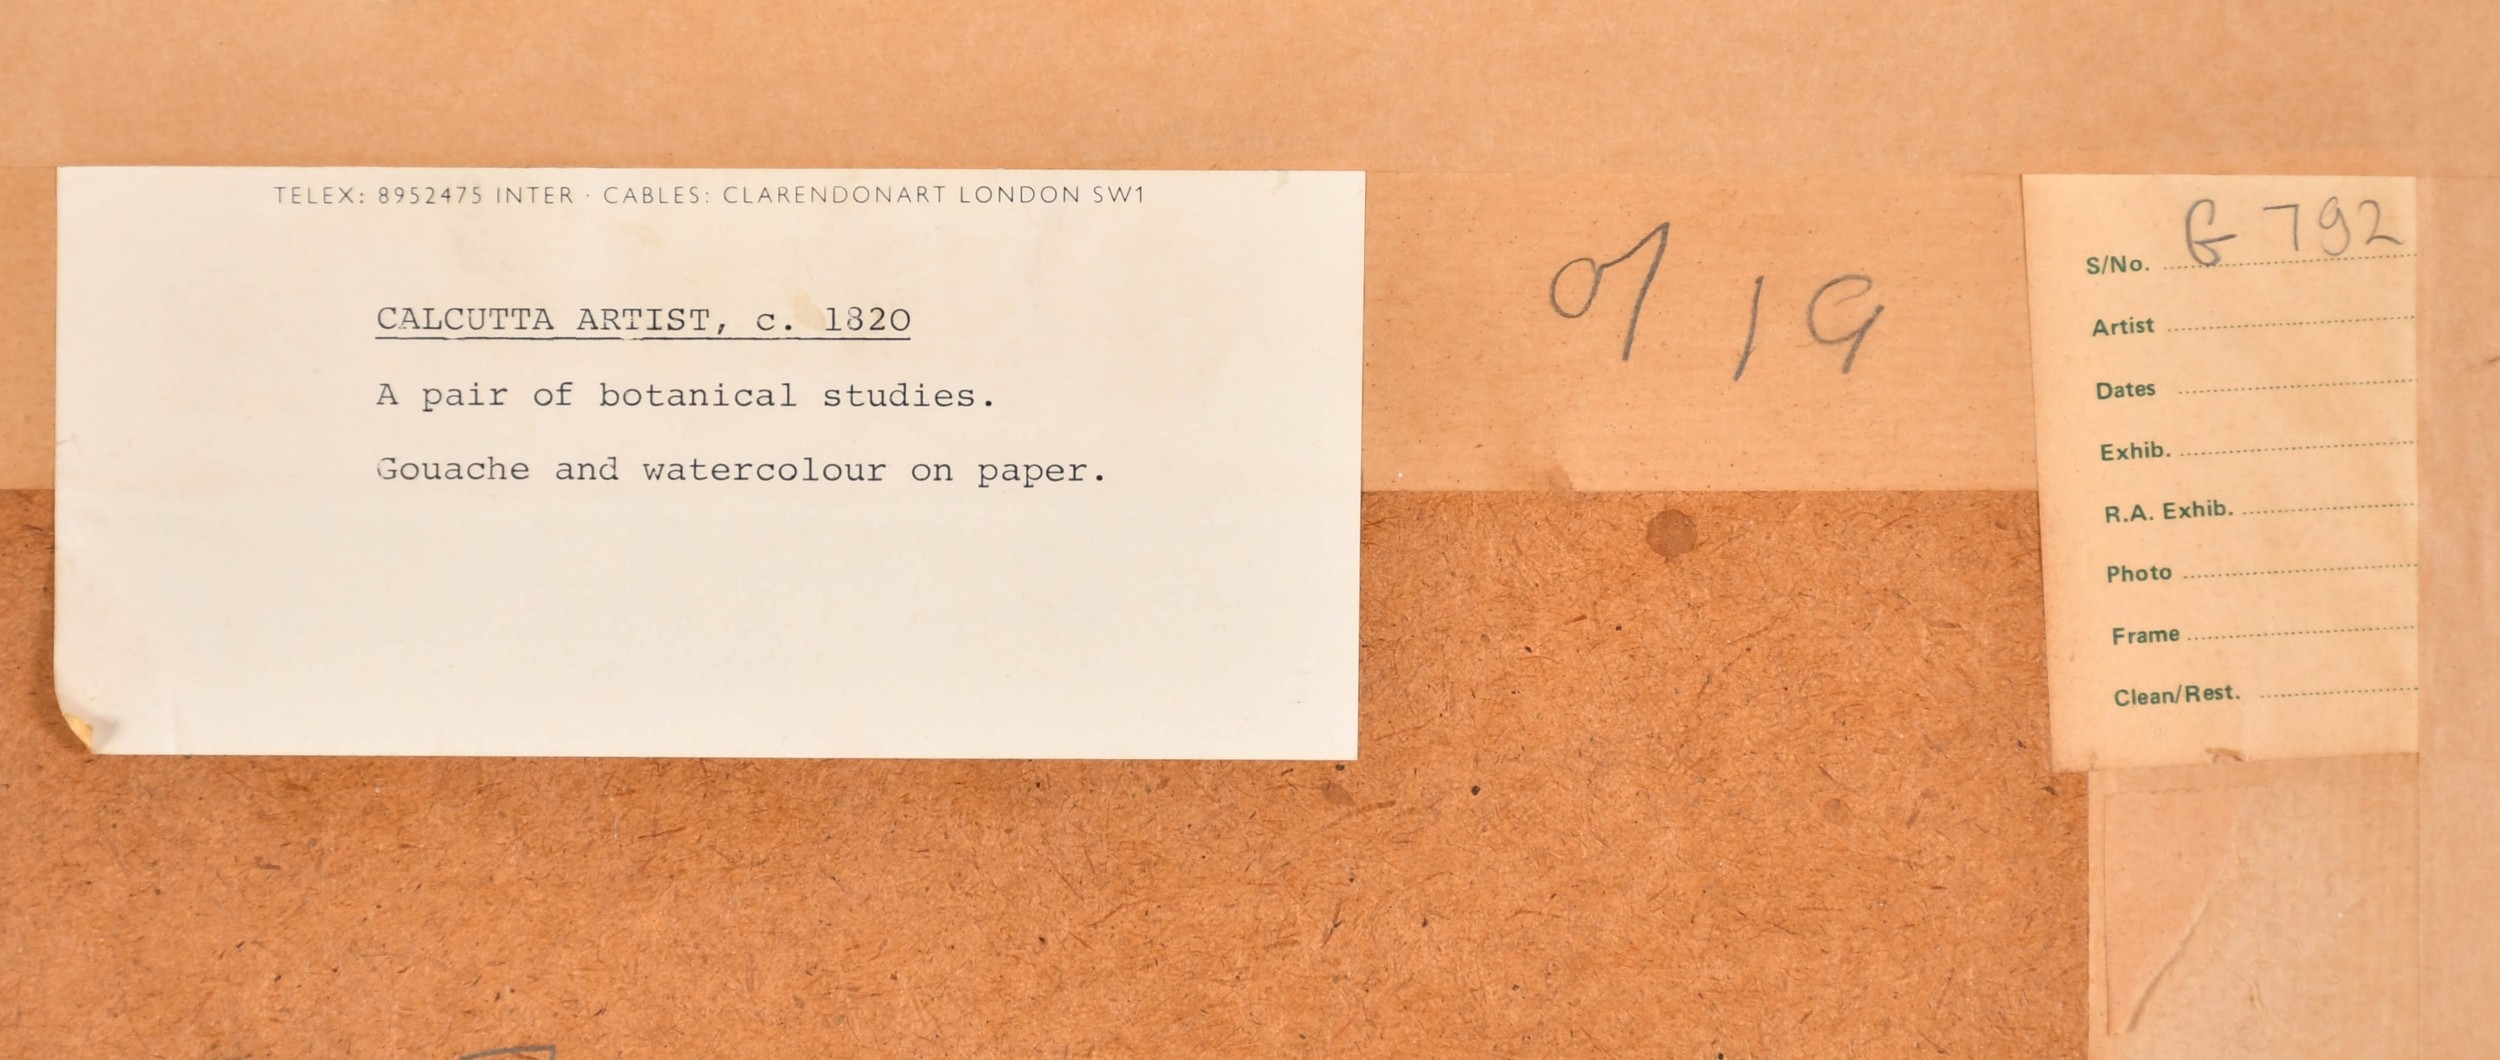 TELEX: 8952475 INTER · CABLES: CLARENDONART LONDON SW1
CALCUTTA ARTIST, c. 1820
A pair of botanical studies.
Gouache and watercolour on paper.
19
S/No. G 792
Artist
Dates
Exhib.
R.A. Exhib.
Photo
Frame
Clean/Rest.